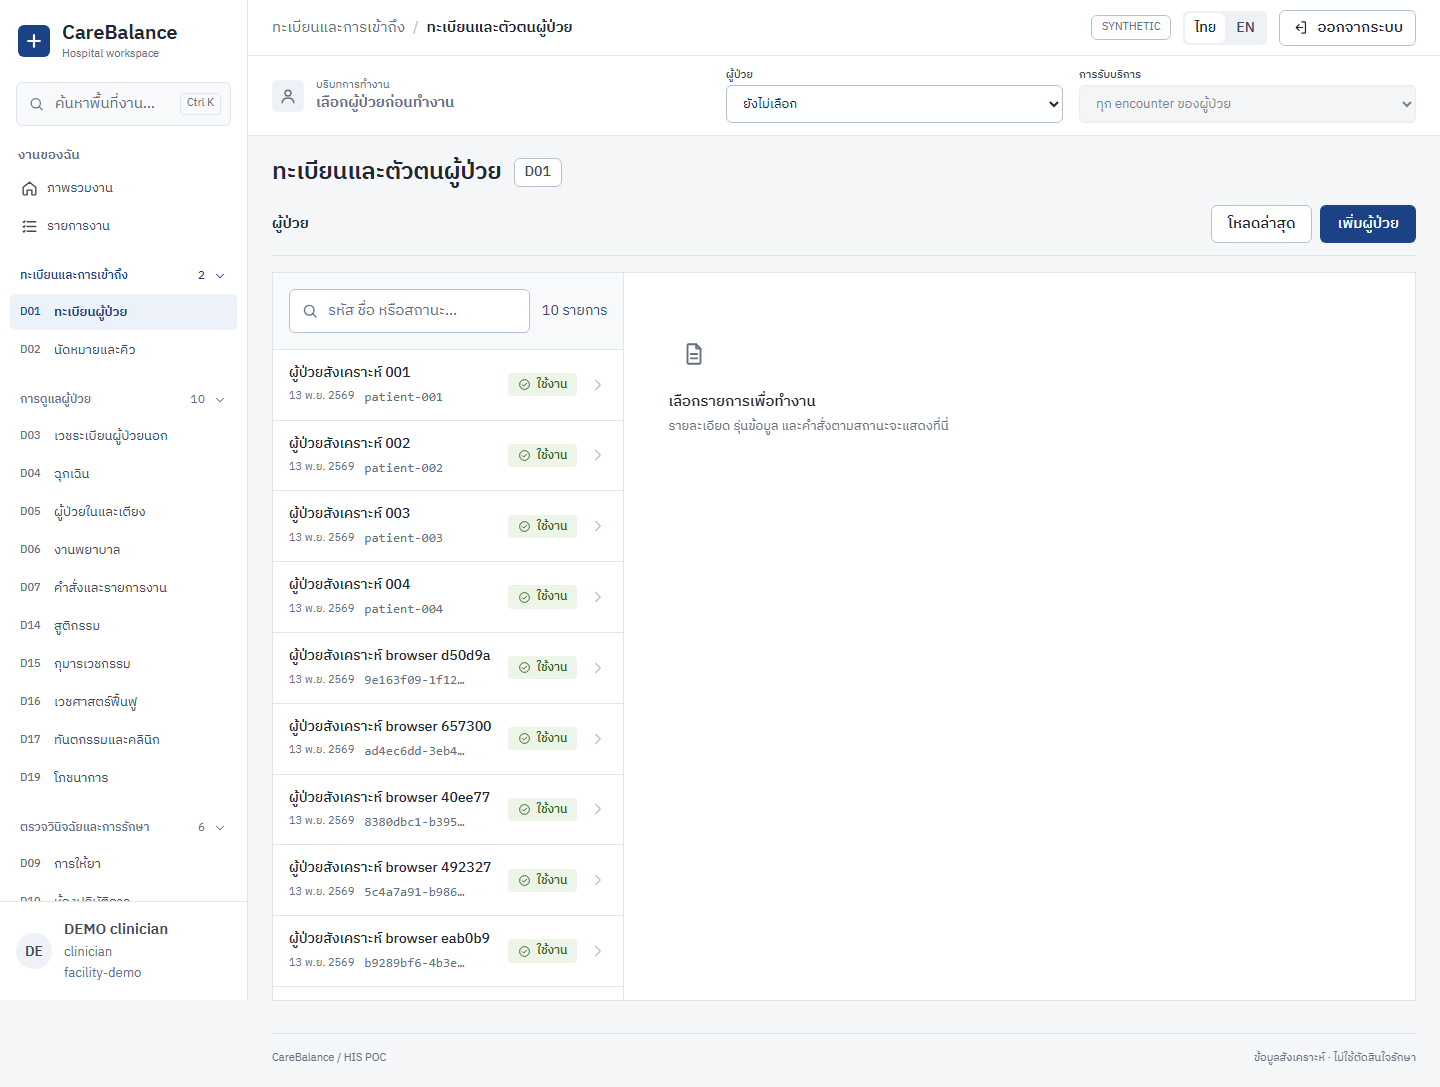 CareBalance
Hospital workspace
ค้นหาพื้นที่งาน...
Ctrl K
งานของฉัน
ภาพรวมงาน
รายการงาน
ทะเบียนและการเข้าถึง 2
D01 ทะเบียนผู้ป่วย
D02 นัดหมายและคิว
การดูแลผู้ป่วย 10
D03 เวชระเบียนผู้ป่วยนอก
D04 ฉุกเฉิน
D05 ผู้ป่วยในและเตียง
D06 งานพยาบาล
D07 คำสั่งและรายการงาน
D14 สูติกรรม
D15 กุมารเวชกรรม
D16 เวชศาสตร์ฟื้นฟู
D17 ทันตกรรมและคลินิก
D19 โภชนาการ
ตรวจวินิจฉัยและการรักษา 6
D09 การให้ยา
D10 ห้องปฏิบัติการ
DE
DEMO clinician
clinician
facility-demo
ทะเบียนและการเข้าถึง / ทะเบียนและตัวตนผู้ป่วย
SYNTHETIC
ไทย EN
ออกจากระบบ
บริบทการทำงาน
เลือกผู้ป่วยก่อนทำงาน
ผู้ป่วย
ยังไม่เลือก
การรับบริการ
ทุก encounter ของผู้ป่วย
ทะเบียนและตัวตนผู้ป่วย D01
ผู้ป่วย
โหลดล่าสุด
เพิ่มผู้ป่วย
รหัส ชื่อ หรือสถานะ...
10 รายการ
ผู้ป่วยสังเคราะห์ 001
13 พ.ย. 2569 patient-001
ใช้งาน
ผู้ป่วยสังเคราะห์ 002
13 พ.ย. 2569 patient-002
ใช้งาน
ผู้ป่วยสังเคราะห์ 003
13 พ.ย. 2569 patient-003
ใช้งาน
ผู้ป่วยสังเคราะห์ 004
13 พ.ย. 2569 patient-004
ใช้งาน
ผู้ป่วยสังเคราะห์ browser d50d9a
13 พ.ย. 2569 9e163f09-1f12…
ใช้งาน
ผู้ป่วยสังเคราะห์ browser 657300
13 พ.ย. 2569 ad4ec6dd-3eb4…
ใช้งาน
ผู้ป่วยสังเคราะห์ browser 40ee77
13 พ.ย. 2569 8380dbc1-b395…
ใช้งาน
ผู้ป่วยสังเคราะห์ browser 492327
13 พ.ย. 2569 5c4a7a91-b986…
ใช้งาน
ผู้ป่วยสังเคราะห์ browser eab0b9
13 พ.ย. 2569 b9289bf6-4b3e…
ใช้งาน
เลือกรายการเพื่อทำงาน
รายละเอียด รุ่นข้อมูล และคำสั่งตามสถานะจะแสดงที่นี่
CareBalance / HIS POC
ข้อมูลสังเคราะห์ · ไม่ใช้ตัดสินใจรักษา